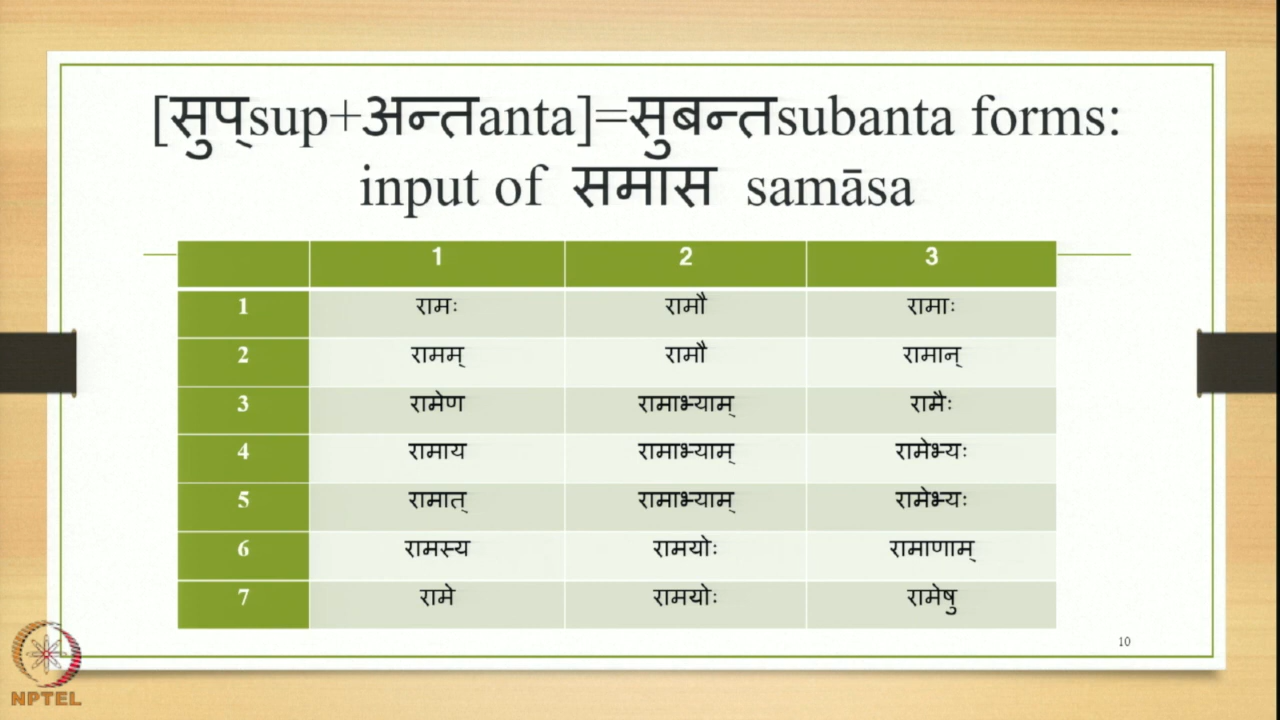 [सुप्sup+अन्तanta]=सुबन्तsubanta forms:
input of समास samāsa
1 2 3
1 रामः रामौ रामाः
2 रामम् रामौ रामान्
3 रामेण रामाभ्याम् रामैः
4 रामाय रामाभ्याम् रामेभ्यः
5 रामात् रामाभ्याम् रामेभ्यः
6 रामस्य रामयोः रामाणाम्
7 रामे रामयोः रामेषु
10
NPTEL